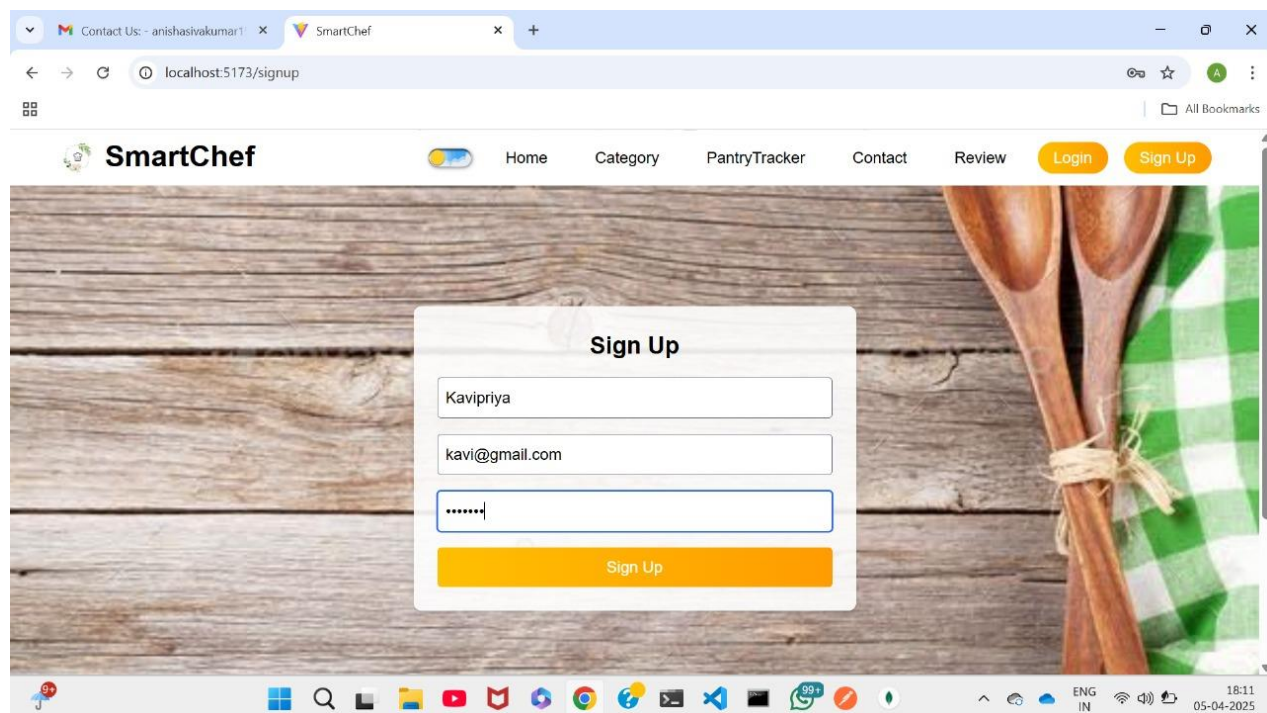 Contact Us: - anishasivakumar1
SmartChef
localhost:5173/signup
A
All Bookmarks
SmartChef
Home Category PantryTracker Contact Review Login Sign Up
Sign Up
Kavipriya
kavi@gmail.com
•••••••
Sign Up
9+
99+
ENG
IN
18:11
05-04-2025